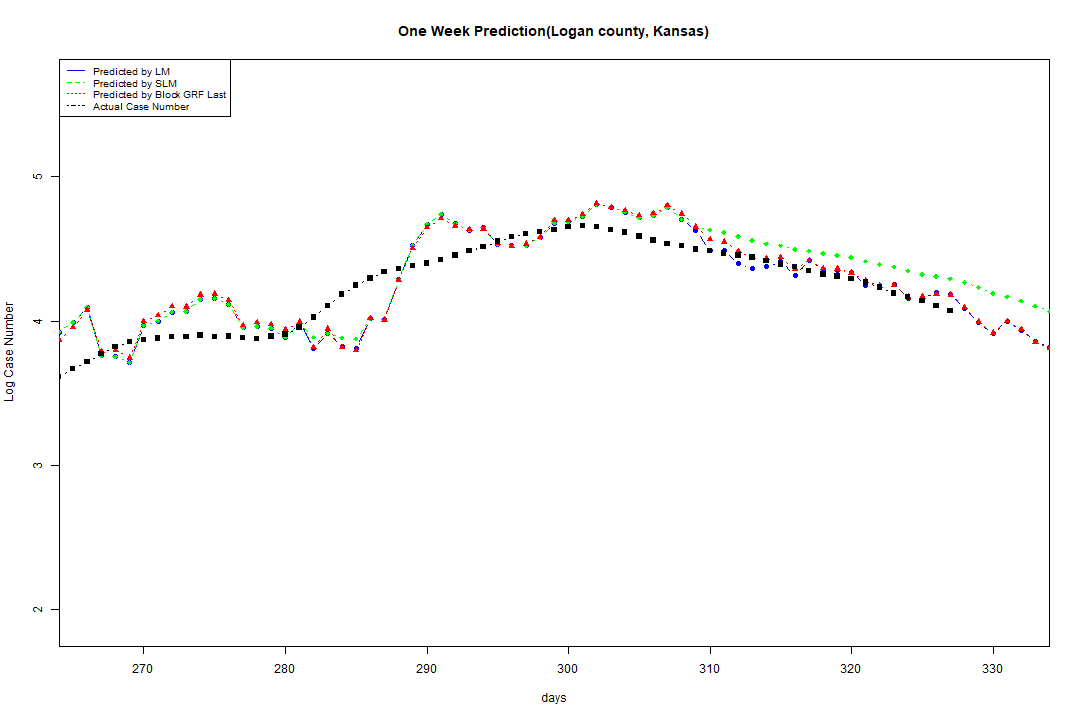 One Week Prediction(Logan county, Kansas)
Predicted by LM
Predicted by SLM
Predicted by Block GRF Last
Actual Case Number
5
4
3
2
Log Case Number
270 280 290 300 310 320 330
days